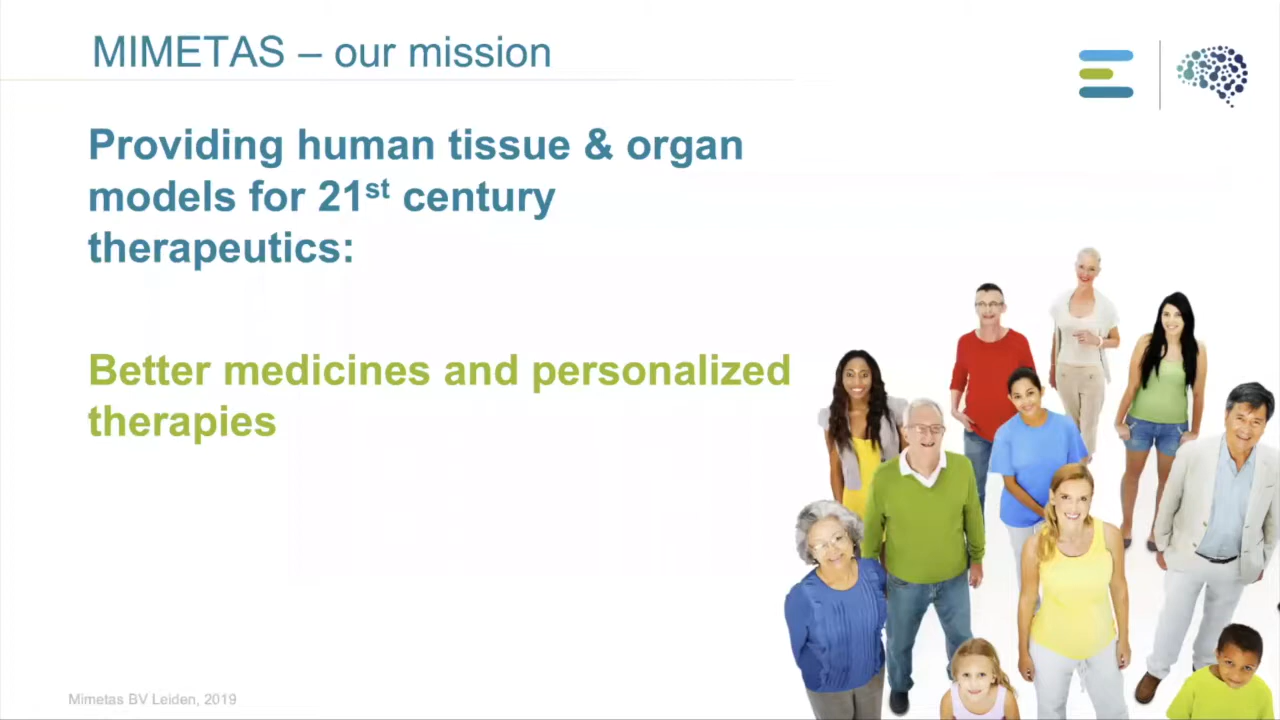 MIMETAS – our mission
Providing human tissue & organ
models for 21st century
therapeutics:
Better medicines and personalized
therapies
Mimetas BV Leiden, 2019